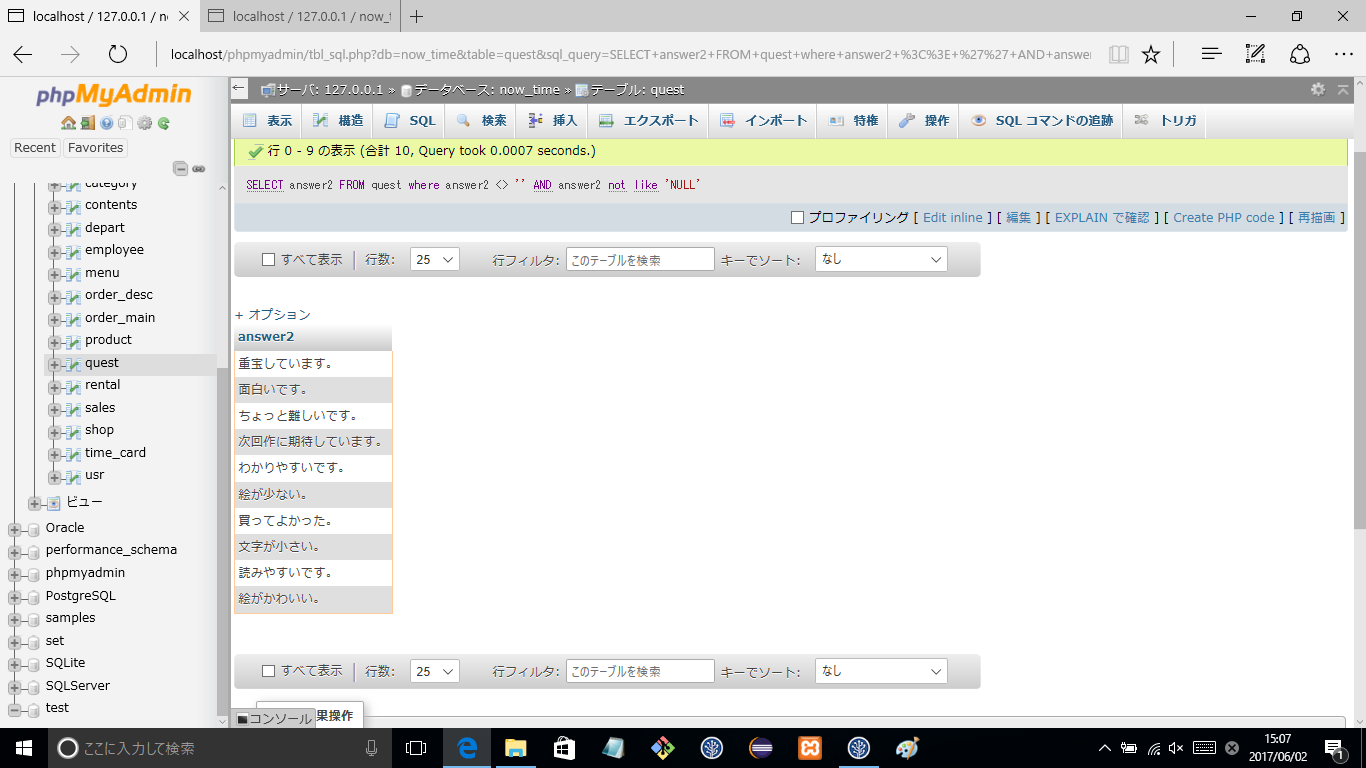 localhost / 127.0.0.1 / no
localhost / 127.0.0.1 / now_t
localhost/phpmyadmin/tbl_sql.php?db=now_time&table=quest&sql_query=SELECT+answer2+FROM+quest+where+answer2+%3C%3E+%27%27+AND+answe
phpMyAdmin
Recent
Favorites
category
contents
depart
employee
menu
order_desc
order_main
product
quest
rental
sales
shop
time_card
usr
ビュー
Oracle
performance_schema
phpmyadmin
PostgreSQL
samples
set
SQLite
SQLServer
test
サーバ: 127.0.0.1 » データベース: now_time » テーブル: quest
表示 構造 SQL 検索 挿入 エクスポート インポート 特権 操作 SQL コマンドの追跡 トリガ
行 0 - 9 の表示 (合計 10, Query took 0.0007 seconds.)
SELECT answer2 FROM quest where answer2 <> '' AND answer2 not like 'NULL'
プロファイリング [ Edit inline ] [ 編集 ] [ EXPLAIN で確認 ] [ Create PHP code ] [ 再描画 ]
すべて表示 行数: 25 行フィルタ: このテーブルを検索 キーでソート: なし
+ オプション
answer2
重宝しています。
面白いです。
ちょっと難しいです。
次回作に期待しています。
わかりやすいです。
絵が少ない。
買ってよかった。
文字が小さい。
読みやすいです。
絵がかわいい。
すべて表示 行数: 25 行フィルタ: このテーブルを検索 キーでソート: なし
コンソール
果操作
ここに入力して検索
15:07
2017/06/02
1